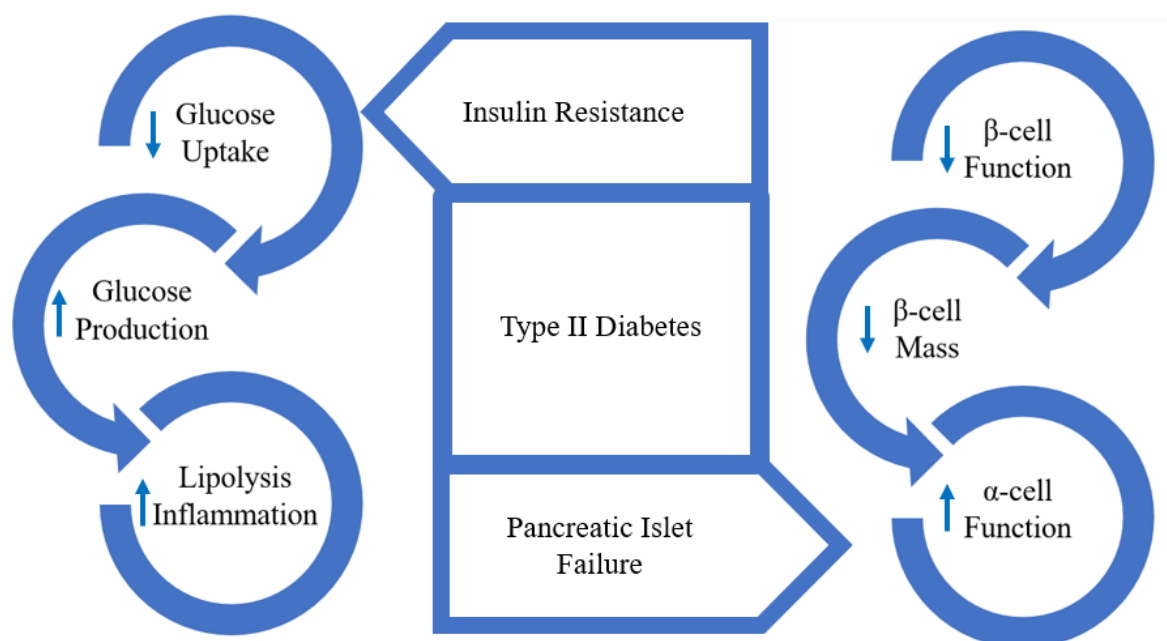 Glucose
Uptake
Glucose
Production
Lipolysis
Inflammation
Insulin Resistance
Type II Diabetes
Pancreatic Islet
Failure
β-cell
Function
β-cell
Mass
α-cell
Function